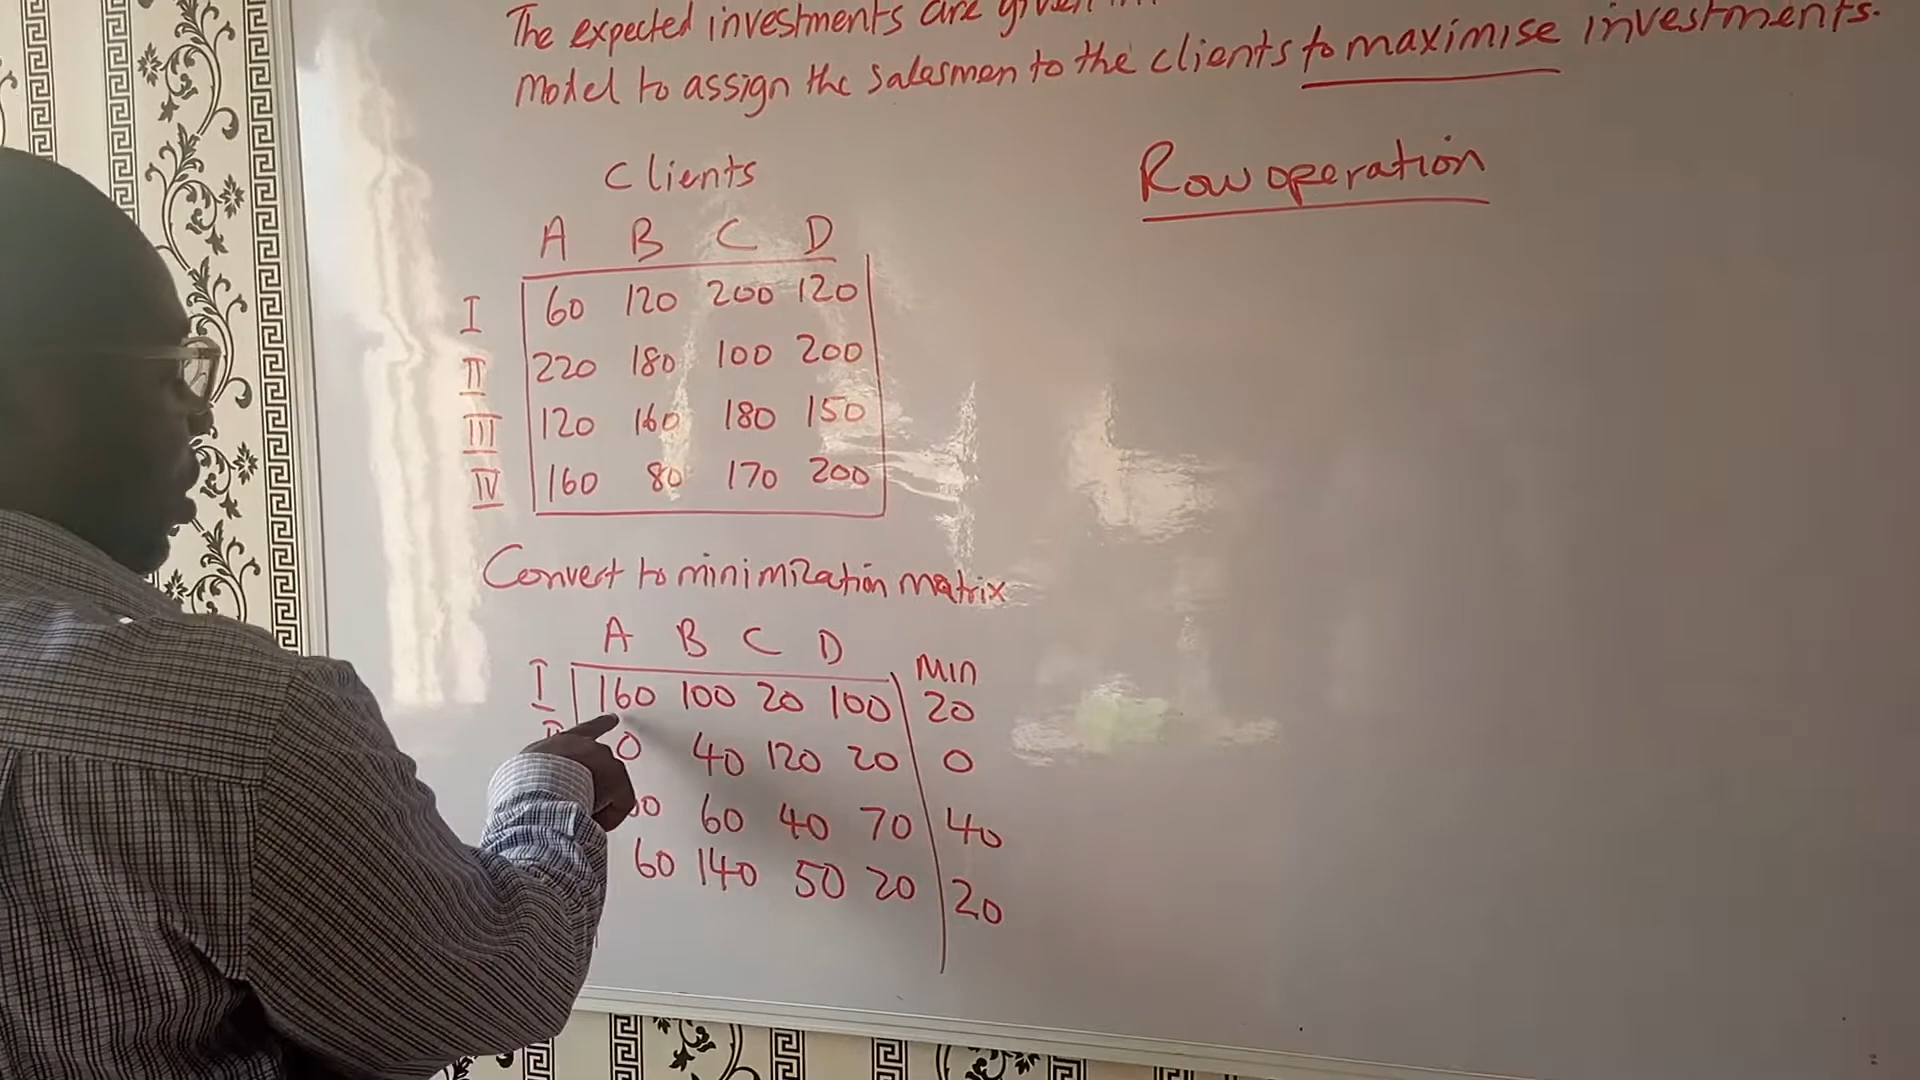 The expected investments are given
model to assign the salesmen to the clients to maximise investments.
Clients
A B C D
I 60 120 200 120
II 220 180 100 200
III 120 160 180 150
IV 160 80 170 200
Convert to minimization matrix
A B C D Min
I 160 100 20 100 20
0 40 120 20 0
60 40 70 40
60 140 50 20 20
Row operation